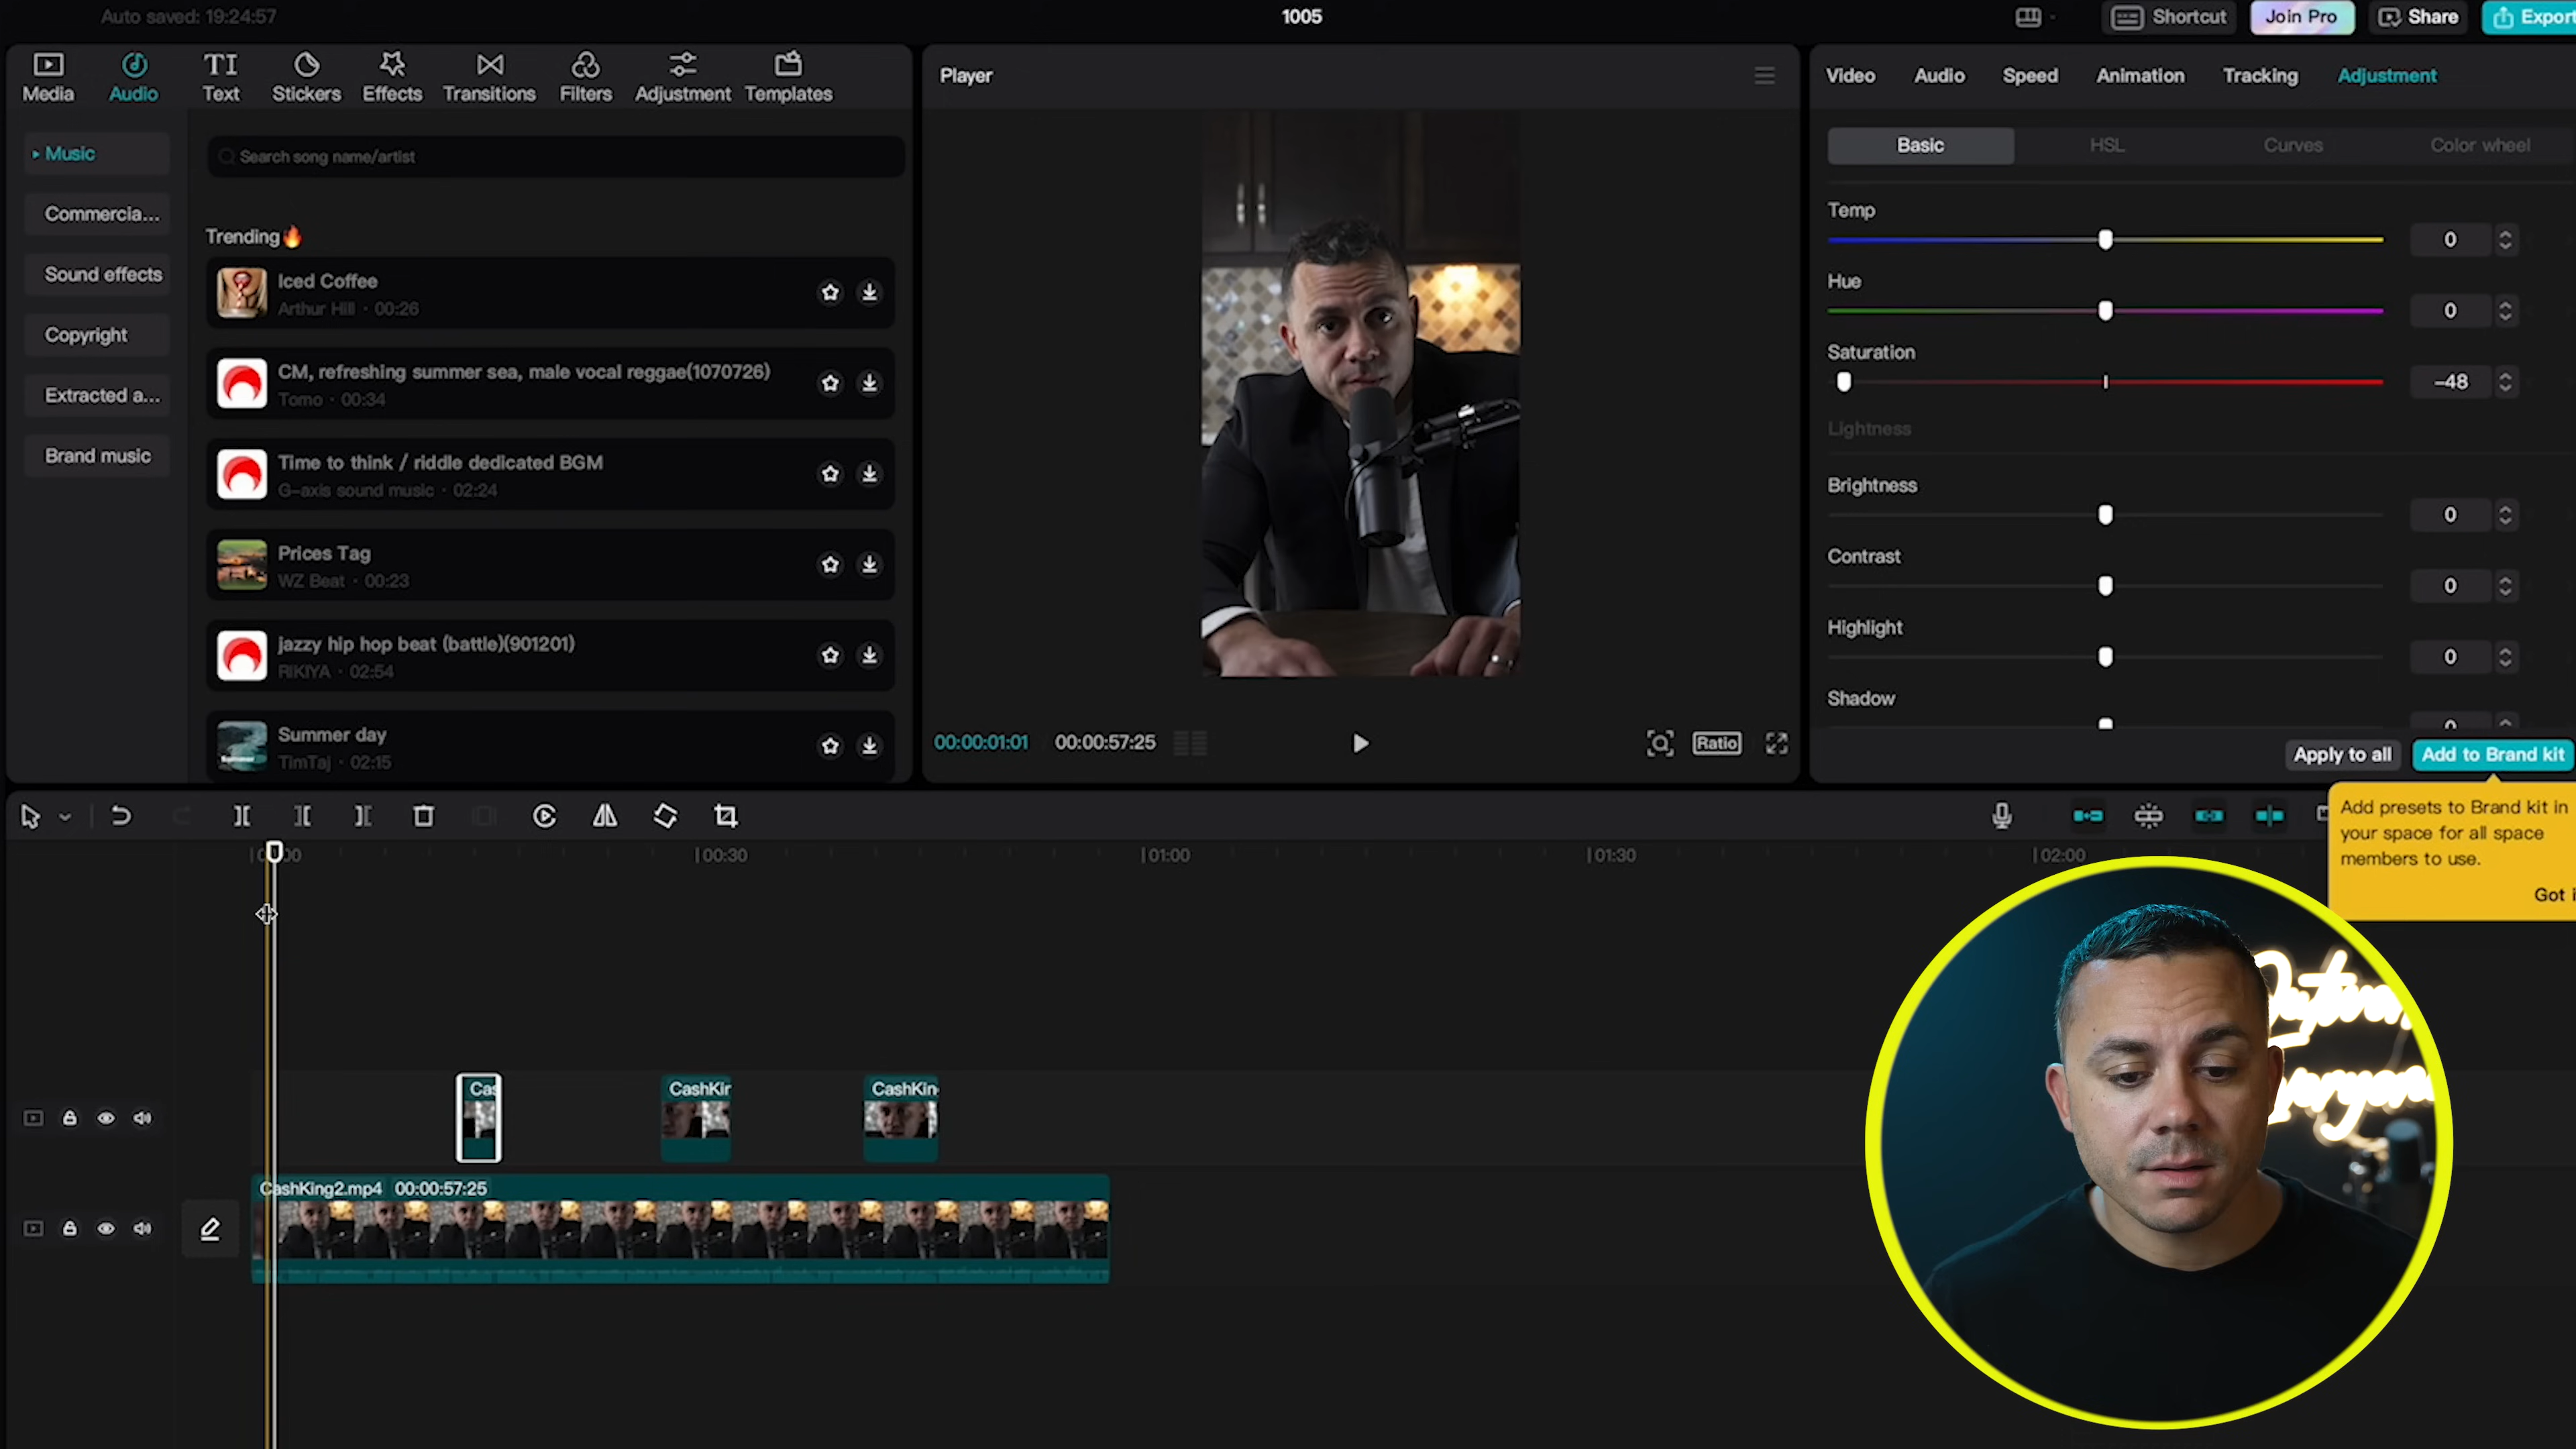 Auto saved: 19:24:57
1005
Shortcut
Join Pro
Share
Export
Media
Audio
TI
Text
Stickers
Effects
Transitions
Filters
Adjustment
Templates
Music
Commercia...
Sound effects
Copyright
Extracted a...
Brand music
Search song name/artist
Trending🔥
Iced Coffee
Arthur Hill · 00:26
CM, refreshing summer sea, male vocal reggae(1070726)
Tomo · 00:34
Time to think / riddle dedicated BGM
G-axis sound music · 02:24
Prices Tag
WZ Beat · 00:23
jazzy hip hop beat (battle)(901201)
RIKIYA · 02:54
Summer day
TimTaj · 02:15
Player
00:00:01:01
00:00:57:25
Ratio
Video
Audio
Speed
Animation
Tracking
Adjustment
Basic
HSL
Curves
Color wheel
Temp
0
Hue
0
Saturation
-48
Lightness
Brightness
0
Contrast
0
Highlight
0
Shadow
0
Apply to all
Add to Brand kit
Add presets to Brand kit in
your space for all space
members to use.
Got i
00:30
01:00
01:30
02:00
Cas
CashKin
CashKin
CashKing2.mp4 00:00:57:25